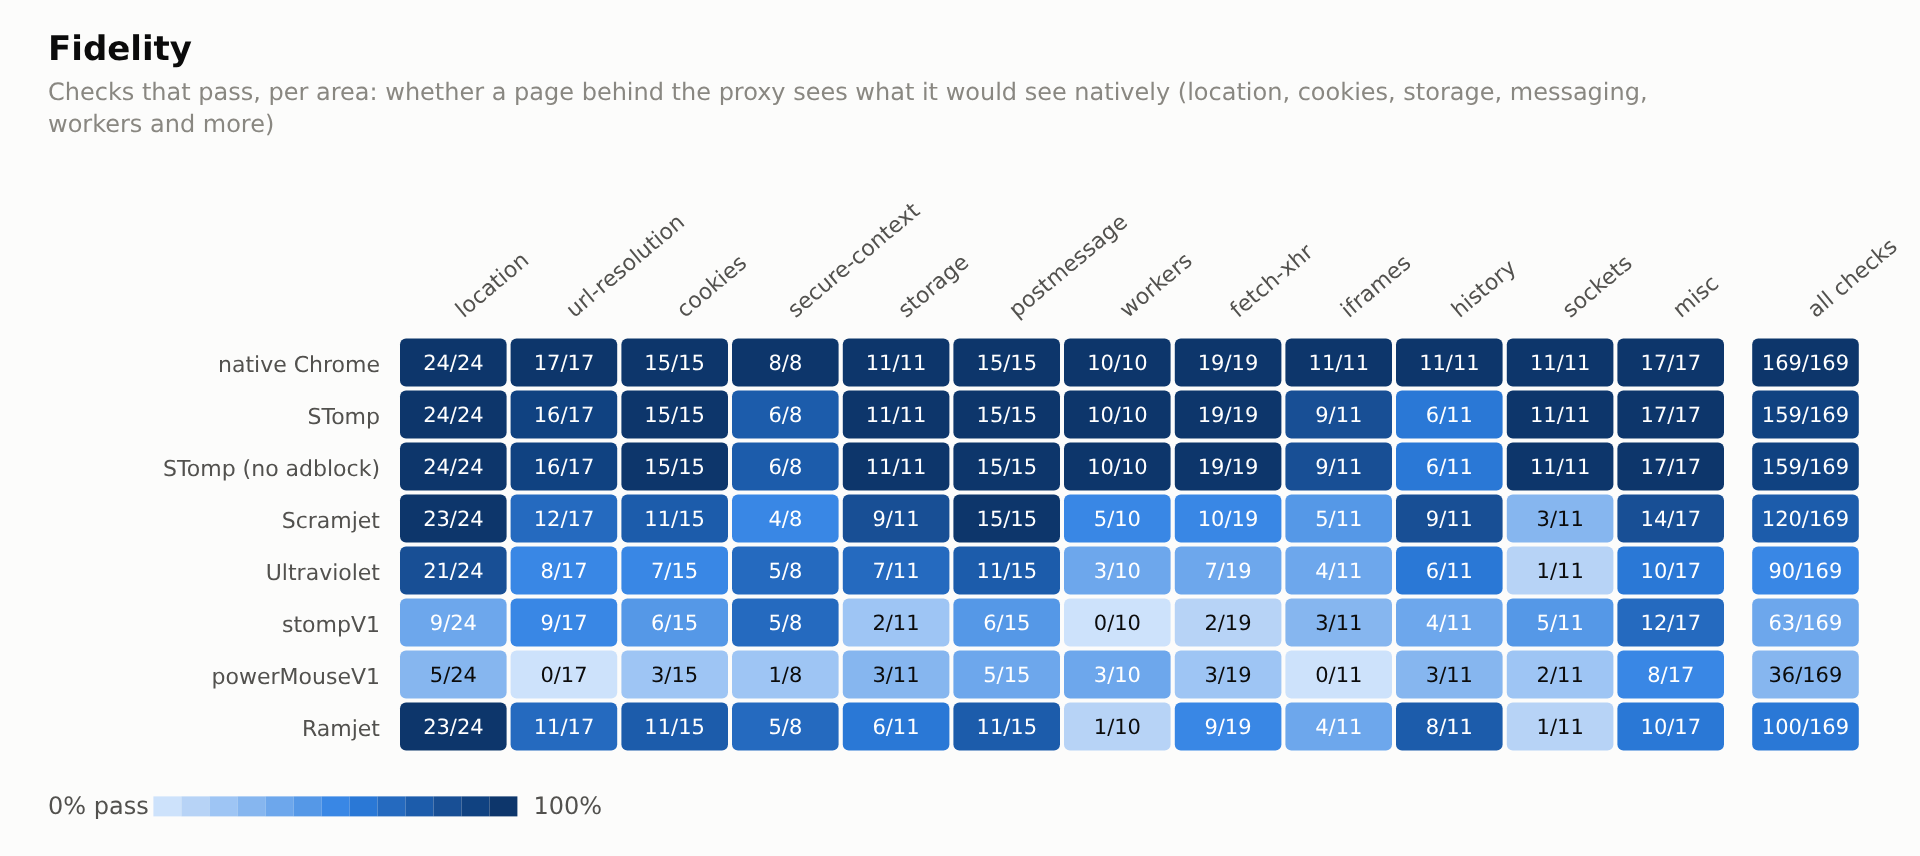 Fidelity
Checks that pass, per area: whether a page behind the proxy sees what it would see natively (location, cookies, storage, messaging,
workers and more)
location url-resolution cookies secure-context storage postmessage workers fetch-xhr iframes history sockets misc all checks
native Chrome 24/24 17/17 15/15 8/8 11/11 15/15 10/10 19/19 11/11 11/11 11/11 17/17 169/169
STomp 24/24 16/17 15/15 6/8 11/11 15/15 10/10 19/19 9/11 6/11 11/11 17/17 159/169
STomp (no adblock) 24/24 16/17 15/15 6/8 11/11 15/15 10/10 19/19 9/11 6/11 11/11 17/17 159/169
Scramjet 23/24 12/17 11/15 4/8 9/11 15/15 5/10 10/19 5/11 9/11 3/11 14/17 120/169
Ultraviolet 21/24 8/17 7/15 5/8 7/11 11/15 3/10 7/19 4/11 6/11 1/11 10/17 90/169
stompV1 9/24 9/17 6/15 5/8 2/11 6/15 0/10 2/19 3/11 4/11 5/11 12/17 63/169
powerMouseV1 5/24 0/17 3/15 1/8 3/11 5/15 3/10 3/19 0/11 3/11 2/11 8/17 36/169
Ramjet 23/24 11/17 11/15 5/8 6/11 11/15 1/10 9/19 4/11 8/11 1/11 10/17 100/169
0% pass 100%